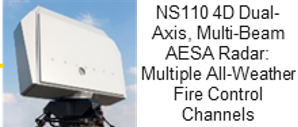 NS110 4D Dual-
Axis, Multi-Beam
AESA Radar:
Multiple All-Weather
Fire Control
Channels